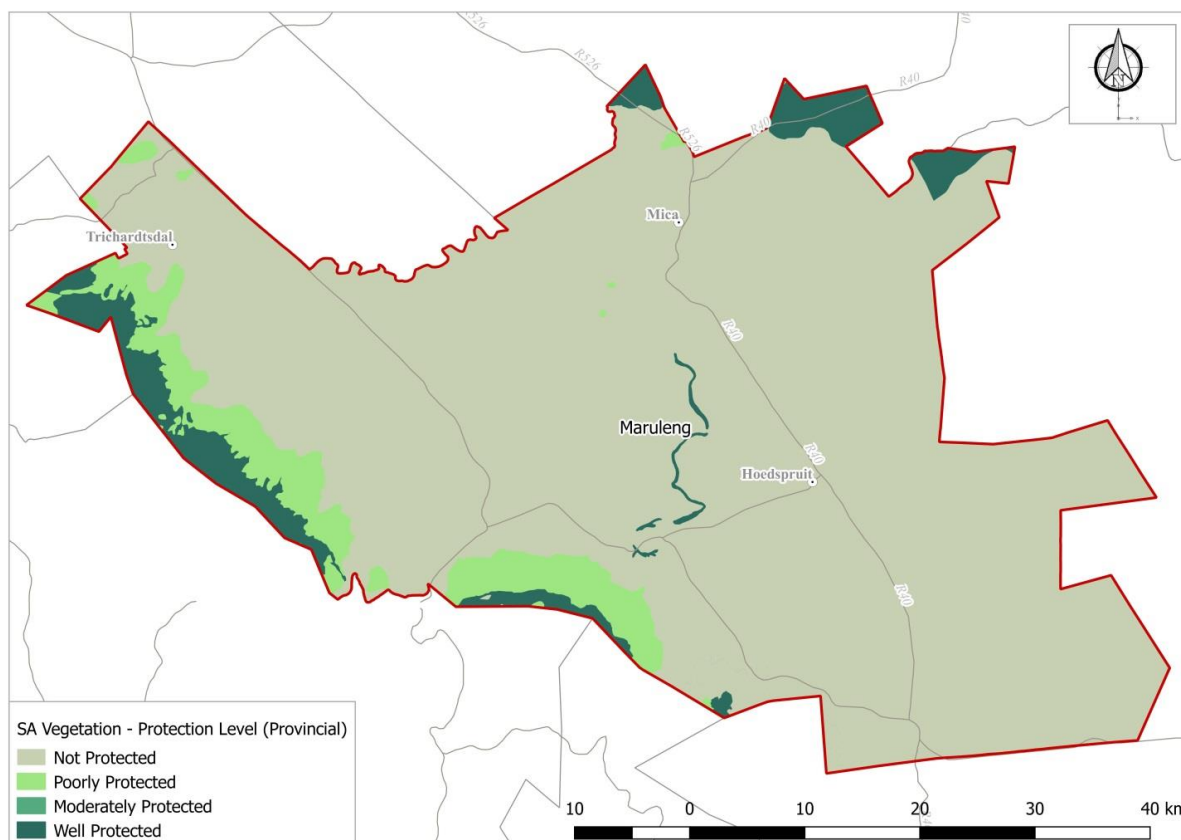 R526
R526
40
R40
R40
N
R526
Mica
Trichardtsdal
R40
Maruleng
R40
Hoedspruit
R40
SA Vegetation - Protection Level (Provincial)
Not Protected
Poorly Protected
Moderately Protected
Well Protected
10 0 10 20 30 40 km